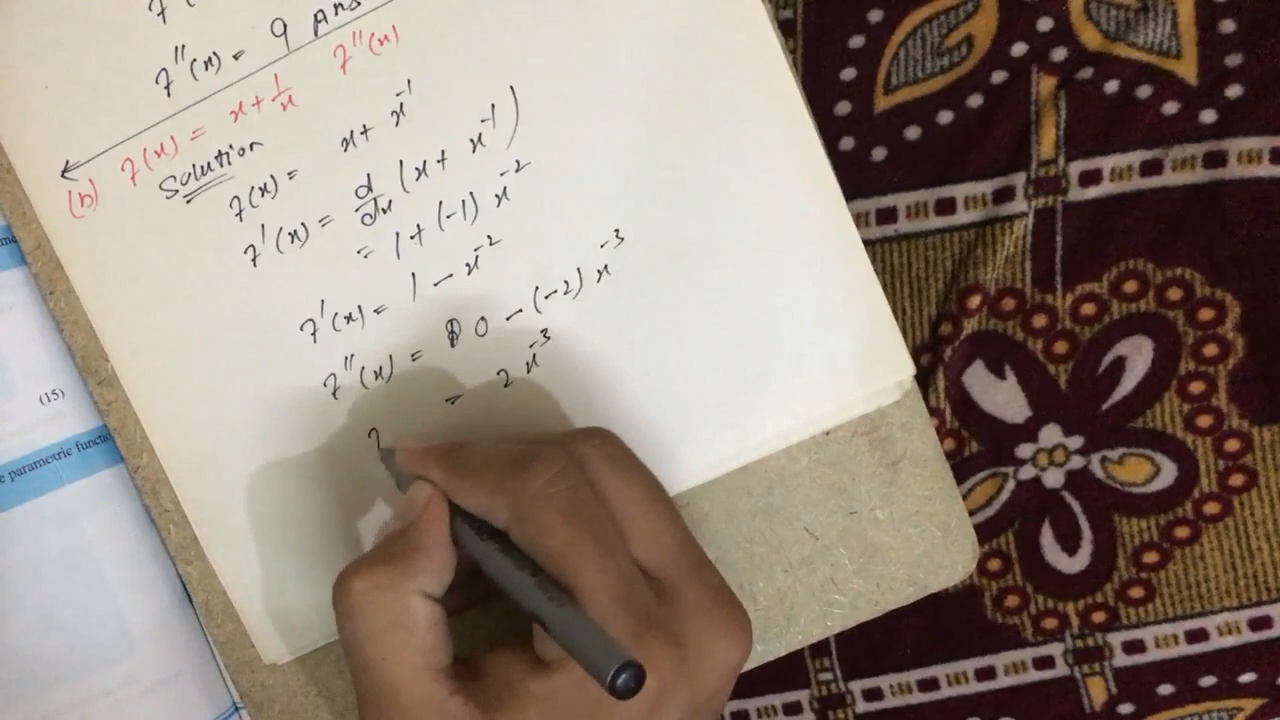 f''(x) = 9 Ans
(b) f(x) = x + 1/x f''(x)
Solution
f(x) = x + x⁻¹
f'(x) = d/dx (x + x⁻¹)
= 1 + (-1) x⁻²
f'(x) = 1 - x⁻²
f''(x) = 0 - (-2) x⁻³
= 2 x⁻³
(15)
e parametric functio